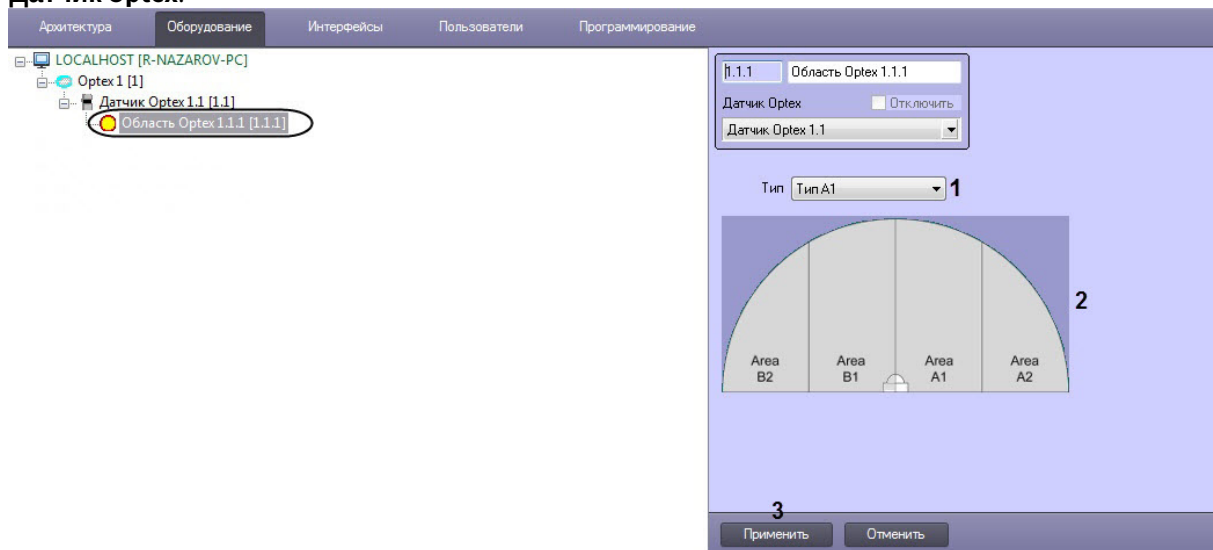 Датчик Optex.
Архитектура Оборудование Интерфейсы Пользователи Программирование
LOCALHOST [R-NAZAROV-PC]
Optex 1 [1]
Датчик Optex 1.1 [1.1]
Область Optex 1.1.1 [1.1.1]
1.1.1 Область Optex 1.1.1
Датчик Optex Отключить
Датчик Optex 1.1
Тип Тип A1 1
2
Area Area Area Area
B2 B1 A1 A2
3
Применить Отменить